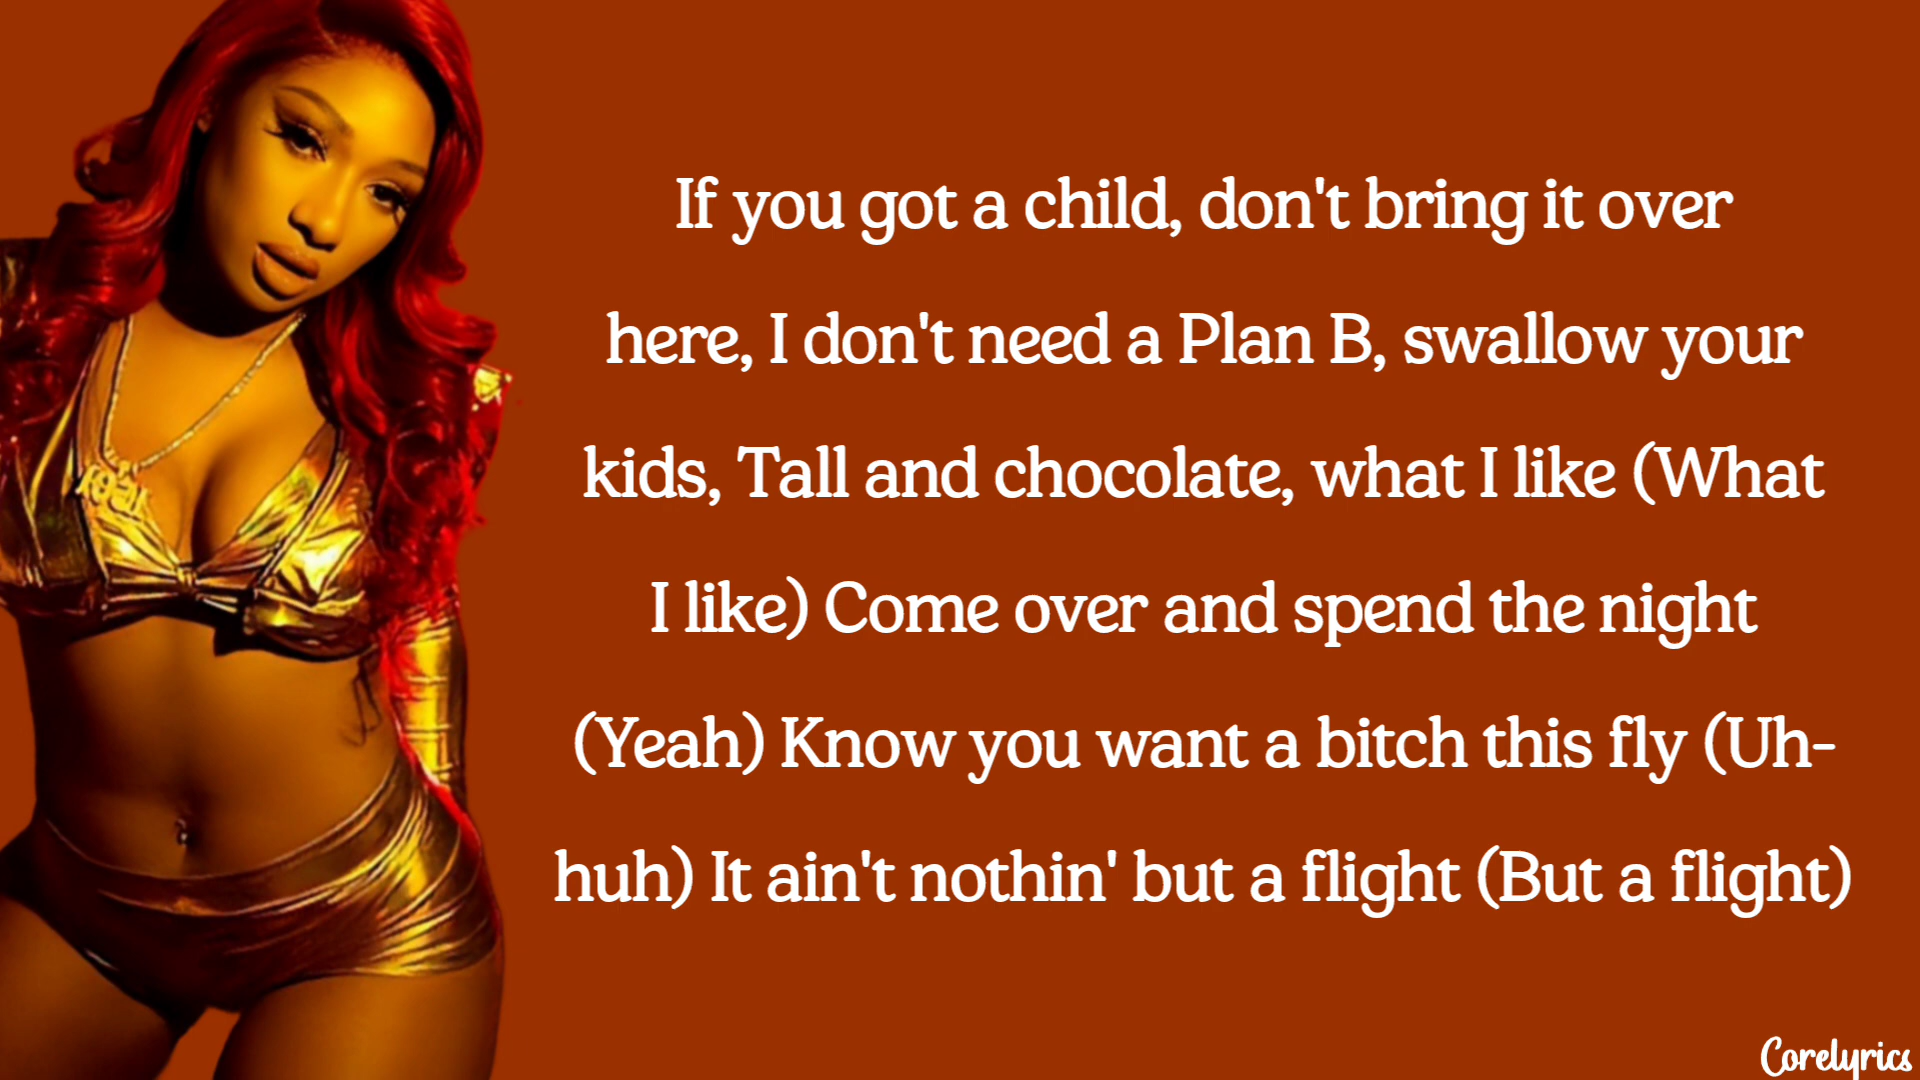 If you got a child, don't bring it over
here, I don't need a Plan B, swallow your
kids, Tall and chocolate, what I like (What
I like) Come over and spend the night
(Yeah) Know you want a bitch this fly (Uh-
huh) It ain't nothin' but a flight (But a flight)
Corelyrics